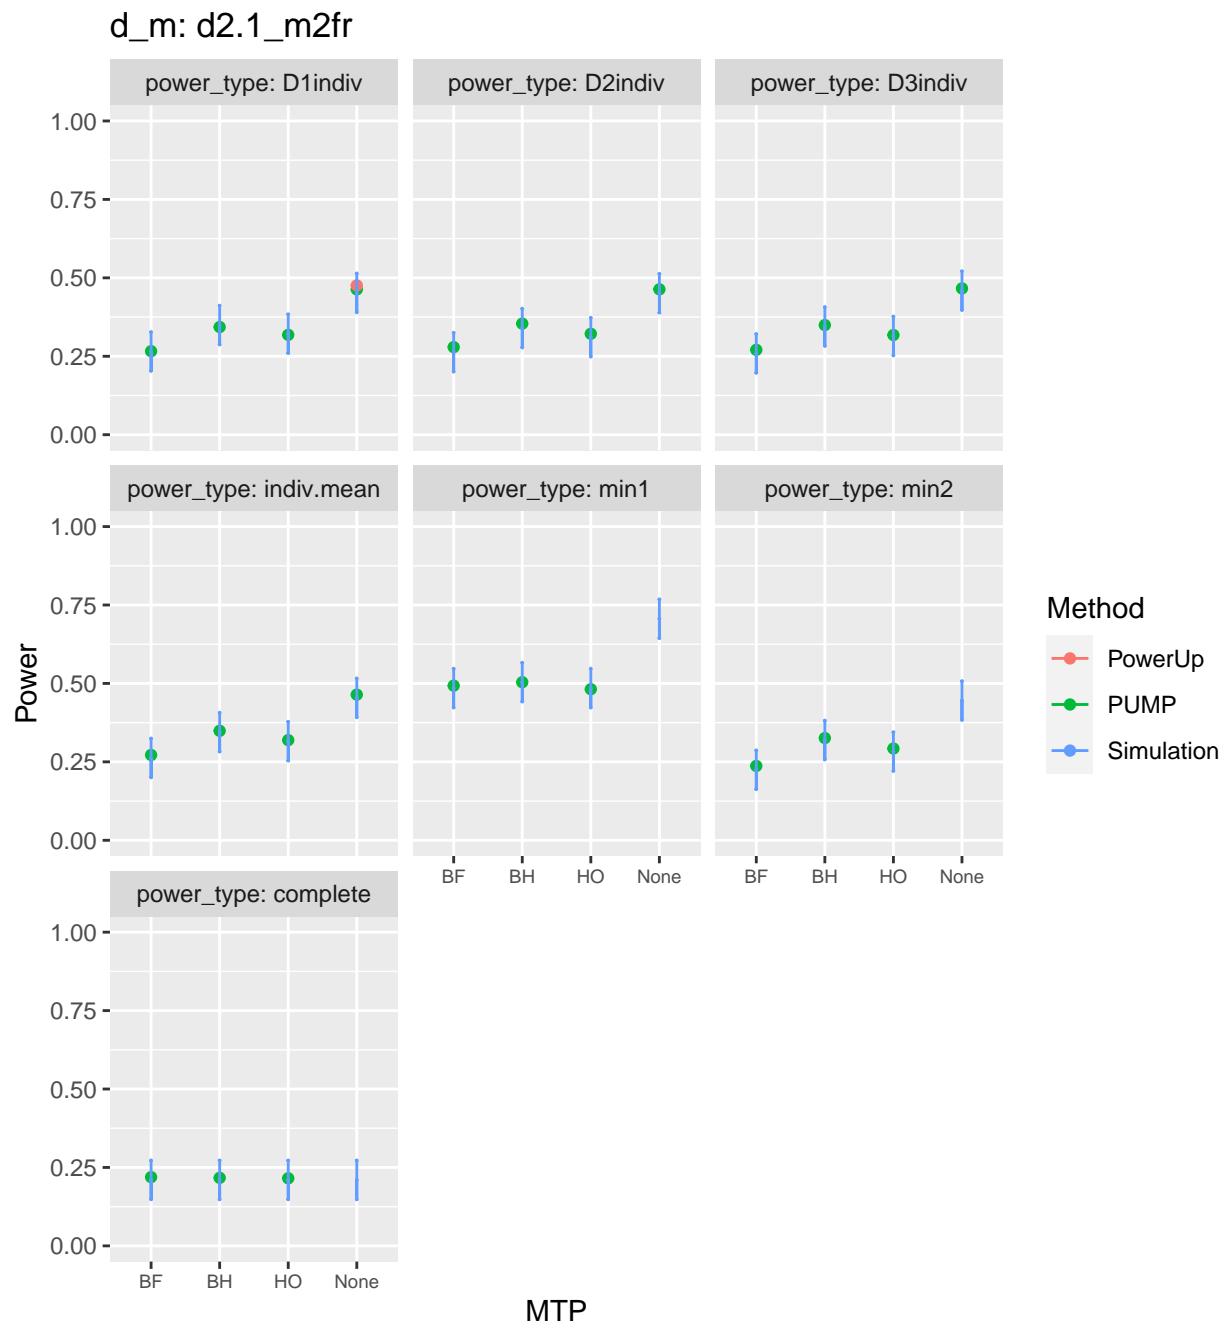 d_m: d2.1_m2fr
power_type: D1indiv power_type: D2indiv power_type: D3indiv
1.00
0.75
0.50
0.25
0.00
power_type: indiv.mean power_type: min1 power_type: min2
1.00
0.75
0.50
0.25
0.00
BF BH HO None BF BH HO None
power_type: complete
1.00
0.75
0.50
0.25
0.00
BF BH HO None
MTP
Power
Method
PowerUp
PUMP
Simulation